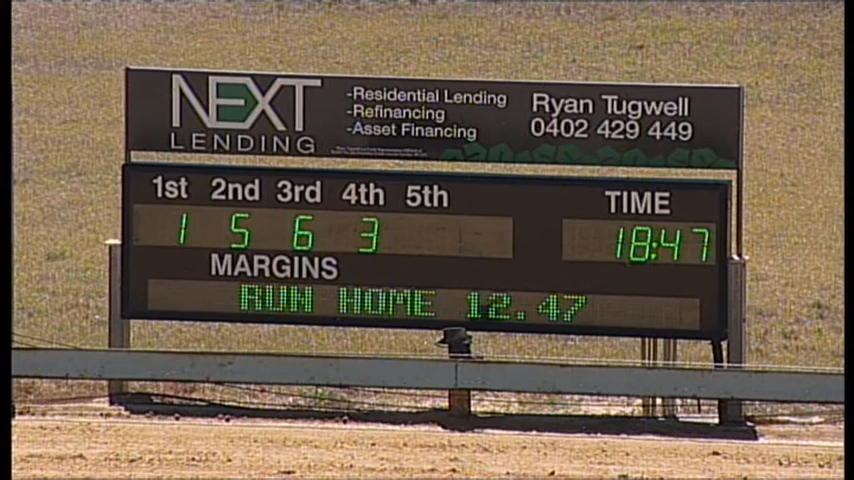 NEXT
LENDING
-Residential Lending
-Refinancing
-Asset Financing
Ryan Tugwell
0402 429 449
1st 2nd 3rd 4th 5th TIME
1 5 6 3 18:47
MARGINS
RUN HOME 12.47